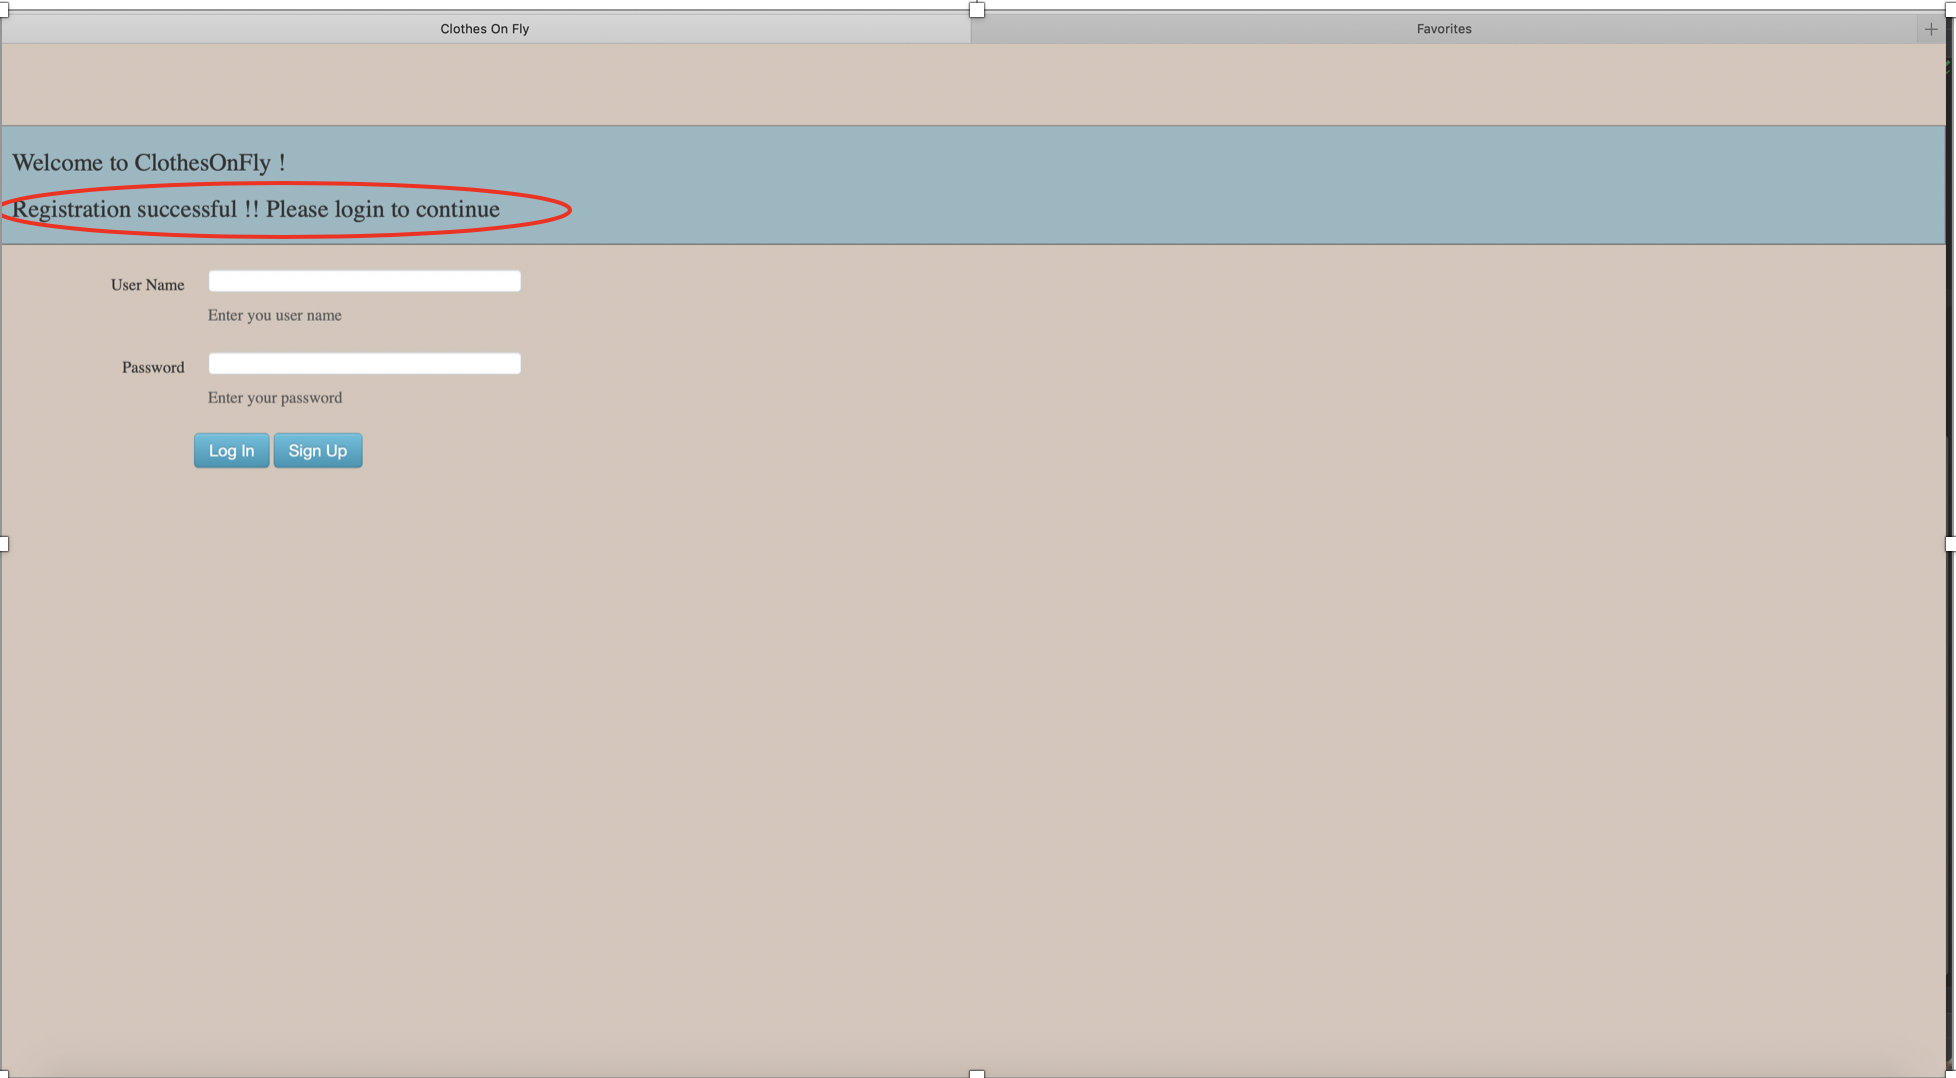 Clothes On Fly
Favorites
Welcome to ClothesOnFly !
Registration successful !! Please login to continue
User Name
Enter you user name
Password
Enter your password
Log In
Sign Up